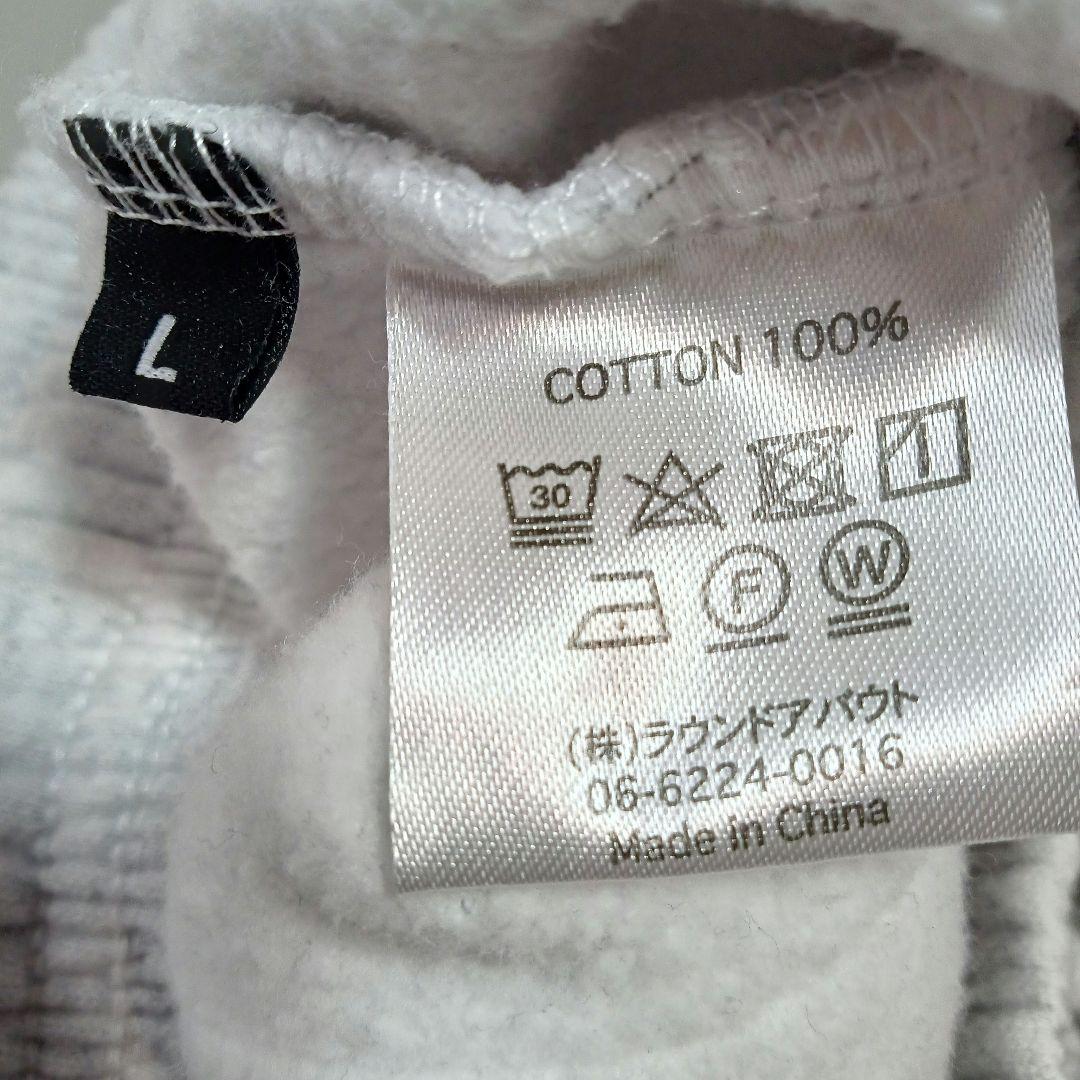 L
COTTON 100%
30
F W
(株)ラウンドアバウト
06-6224-0016
Made in China